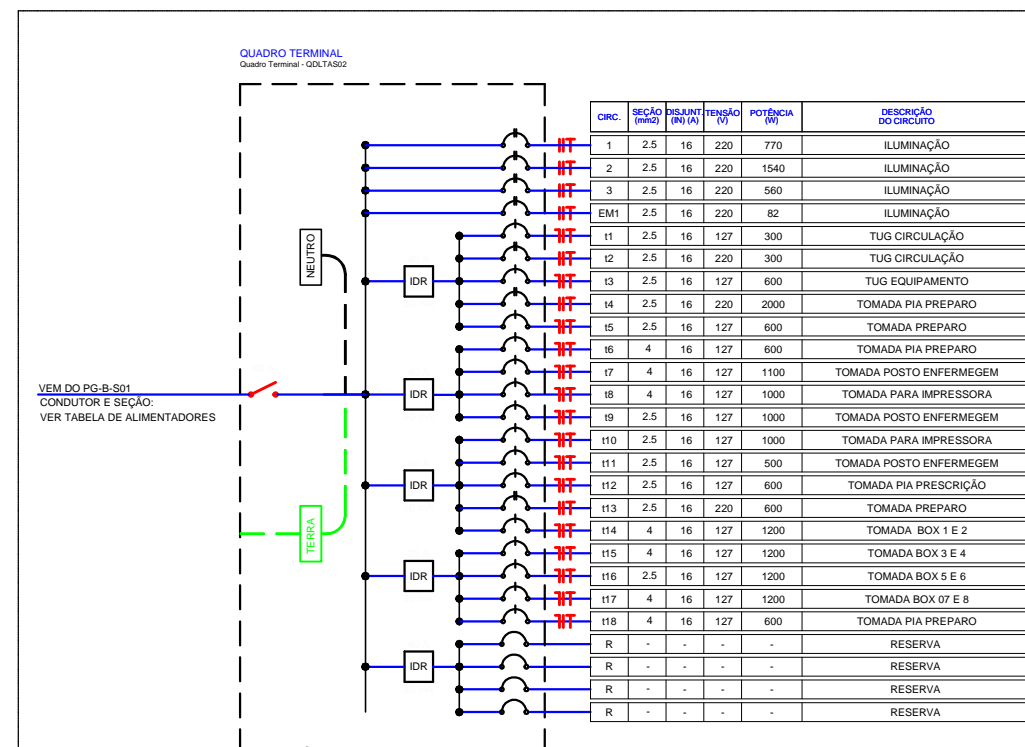 QUADRO TERMINAL
Quadro Terminal - QDLTAS02
CIRC. SEÇÃO (mm2) DISJUNT. (IN) (A) TENSÃO (V) POTÊNCIA (W) DESCRIÇÃO DO CIRCUITO
1 2.5 16 220 770 ILUMINAÇÃO
2 2.5 16 220 1540 ILUMINAÇÃO
3 2.5 16 220 560 ILUMINAÇÃO
EM1 2.5 16 220 82 ILUMINAÇÃO
t1 2.5 16 127 300 TUG CIRCULAÇÃO
t2 2.5 16 220 300 TUG CIRCULAÇÃO
t3 2.5 16 127 600 TUG EQUIPAMENTO
t4 2.5 16 220 2000 TOMADA PIA PREPARO
t5 2.5 16 127 600 TOMADA PREPARO
t6 4 16 127 600 TOMADA PIA PREPARO
t7 4 16 127 1100 TOMADA POSTO ENFERMEGEM
t8 4 16 127 1000 TOMADA PARA IMPRESSORA
t9 2.5 16 127 1000 TOMADA POSTO ENFERMEGEM
t10 2.5 16 127 1000 TOMADA PARA IMPRESSORA
t11 2.5 16 127 500 TOMADA POSTO ENFERMEGEM
t12 2.5 16 127 600 TOMADA PIA PRESCRIÇÃO
t13 2.5 16 220 600 TOMADA PREPARO
t14 4 16 127 1200 TOMADA BOX 1 E 2
t15 4 16 127 1200 TOMADA BOX 3 E 4
t16 2.5 16 127 1200 TOMADA BOX 5 E 6
t17 4 16 127 1200 TOMADA BOX 07 E 8
t18 4 16 127 600 TOMADA PIA PREPARO
R - - - - RESERVA
R - - - - RESERVA
R - - - - RESERVA
R - - - - RESERVA
NEUTRO
IDR
IDR
IDR
IDR
IDR
VEM DO PG-B-S01
CONDUTOR E SEÇÃO:
VER TABELA DE ALIMENTADORES
TERRA